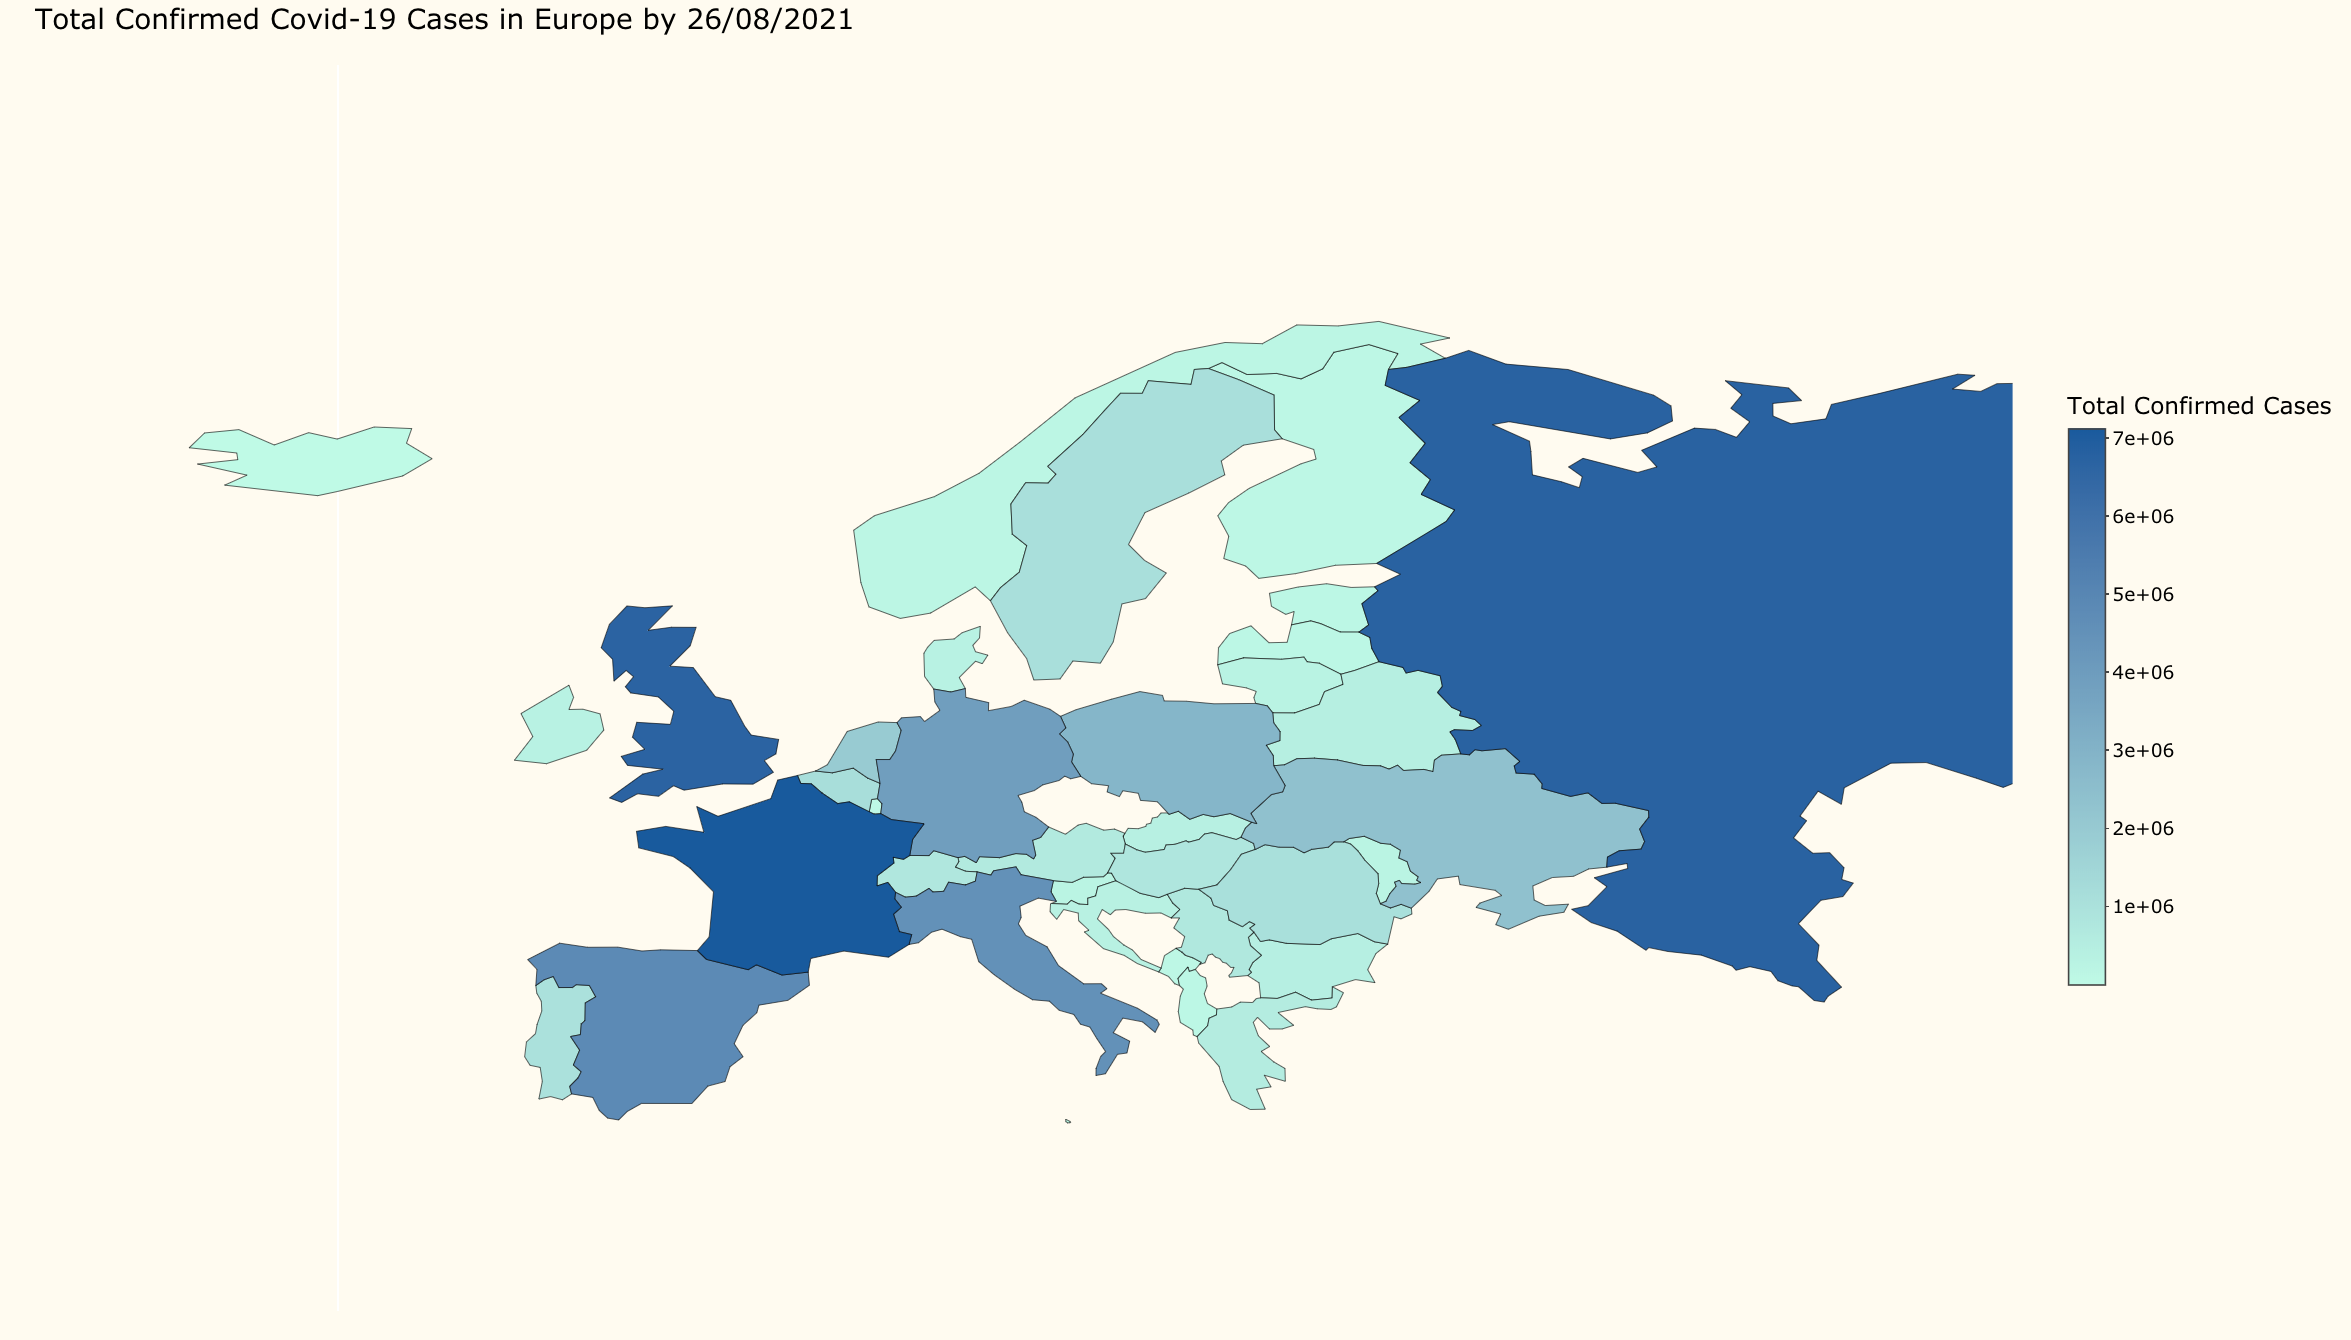 Total Confirmed Covid-19 Cases in Europe by 26/08/2021
Total Confirmed Cases
7e+06
6e+06
5e+06
4e+06
3e+06
2e+06
1e+06